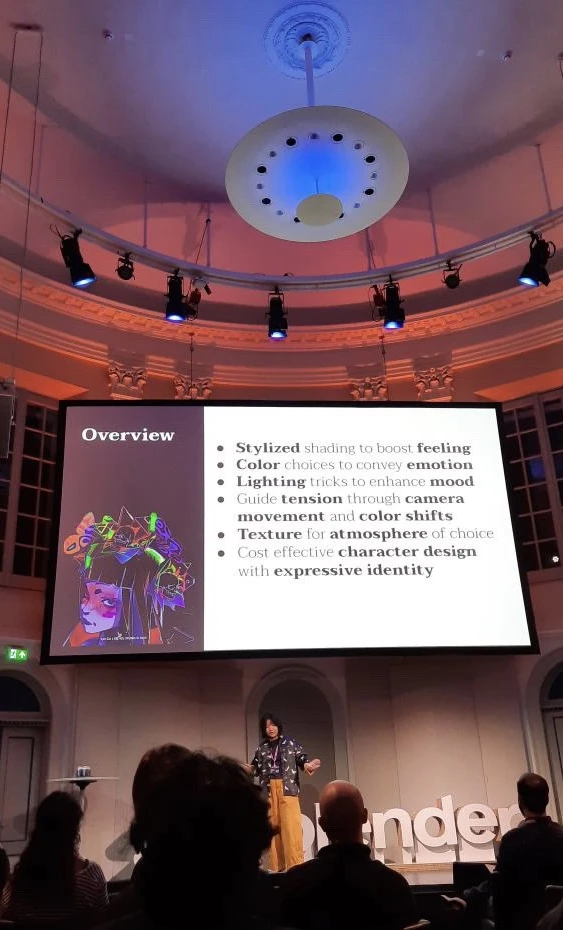 Overview
● Stylized shading to boost feeling
● Color choices to convey emotion
● Lighting tricks to enhance mood
● Guide tension through camera
movement and color shifts
● Texture for atmosphere of choice
● Cost effective character design
with expressive identity
blender